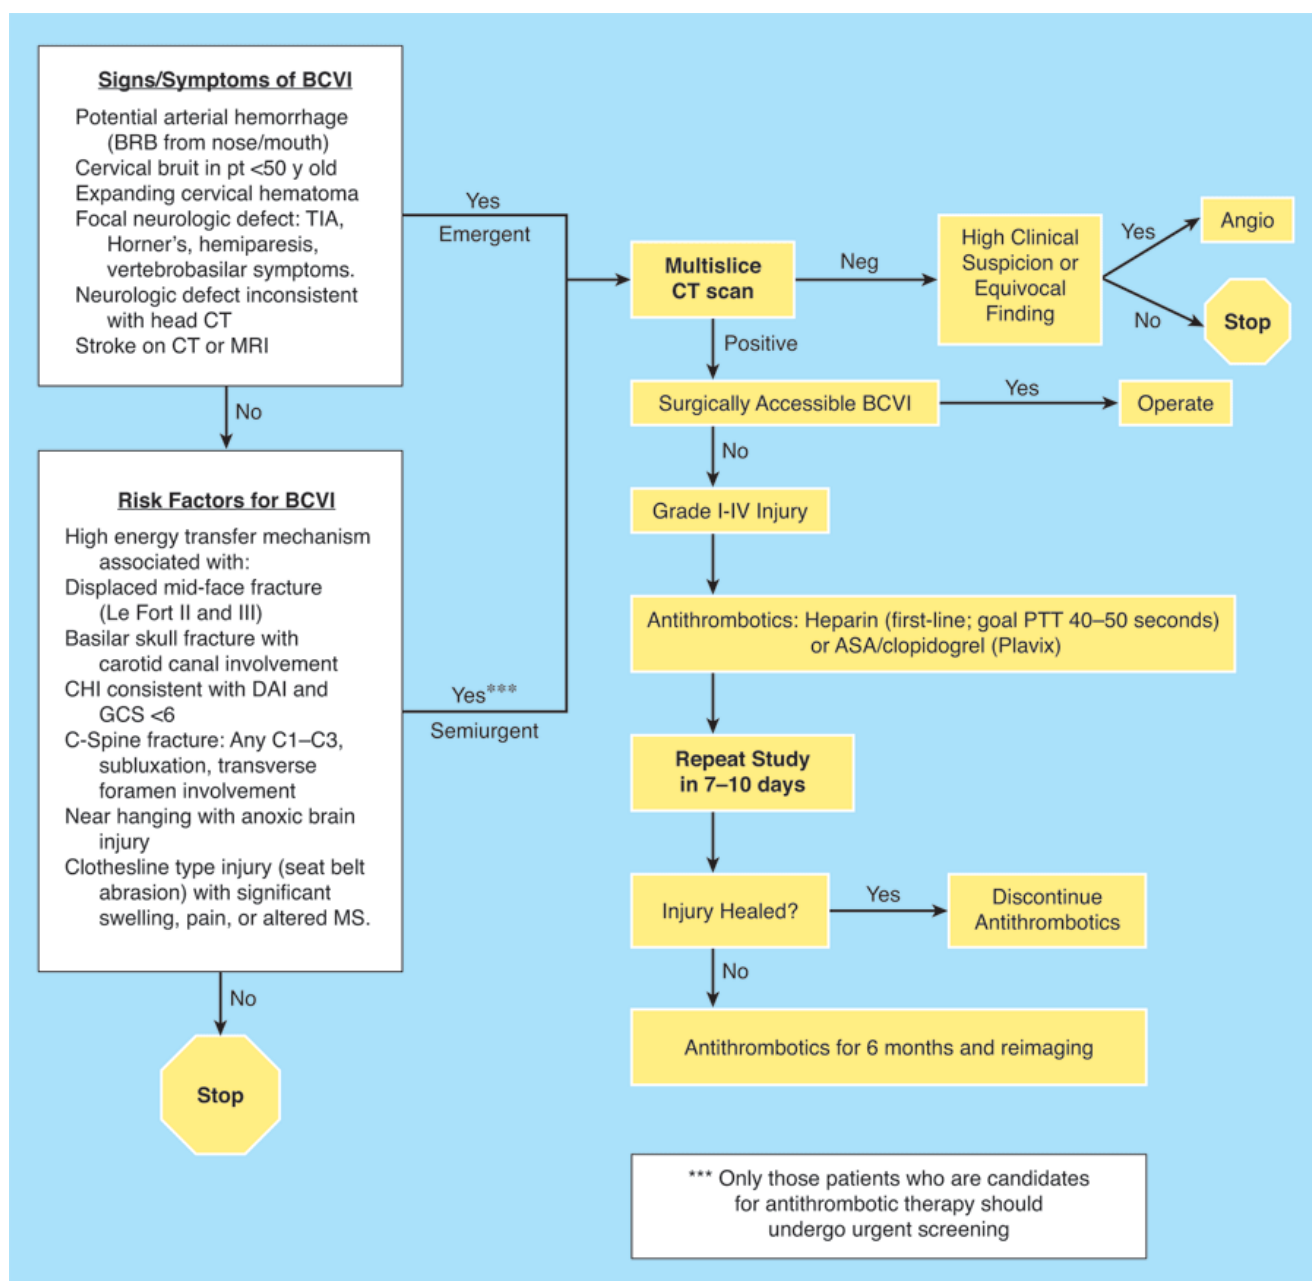 Signs/Symptoms of BCVI
Potential arterial hemorrhage
(BRB from nose/mouth)
Cervical bruit in pt <50 y old
Expanding cervical hematoma
Focal neurologic defect: TIA,
Horner's, hemiparesis,
vertebrobasilar symptoms.
Neurologic defect inconsistent
with head CT
Stroke on CT or MRI
Yes
Emergent
No
Risk Factors for BCVI
High energy transfer mechanism
associated with:
Displaced mid-face fracture
(Le Fort II and III)
Basilar skull fracture with
carotid canal involvement
CHI consistent with DAI and
GCS <6
C-Spine fracture: Any C1–C3,
subluxation, transverse
foramen involvement
Near hanging with anoxic brain
injury
Clothesline type injury (seat belt
abrasion) with significant
swelling, pain, or altered MS.
Yes***
Semiurgent
No
Stop
Multislice
CT scan
Neg
High Clinical
Suspicion or
Equivocal
Finding
Yes
Angio
No
Stop
Positive
Surgically Accessible BCVI
Yes
Operate
No
Grade I-IV Injury
Antithrombotics: Heparin (first-line; goal PTT 40–50 seconds)
or ASA/clopidogrel (Plavix)
Repeat Study
in 7–10 days
Injury Healed?
Yes
Discontinue
Antithrombotics
No
Antithrombotics for 6 months and reimaging
*** Only those patients who are candidates
for antithrombotic therapy should
undergo urgent screening